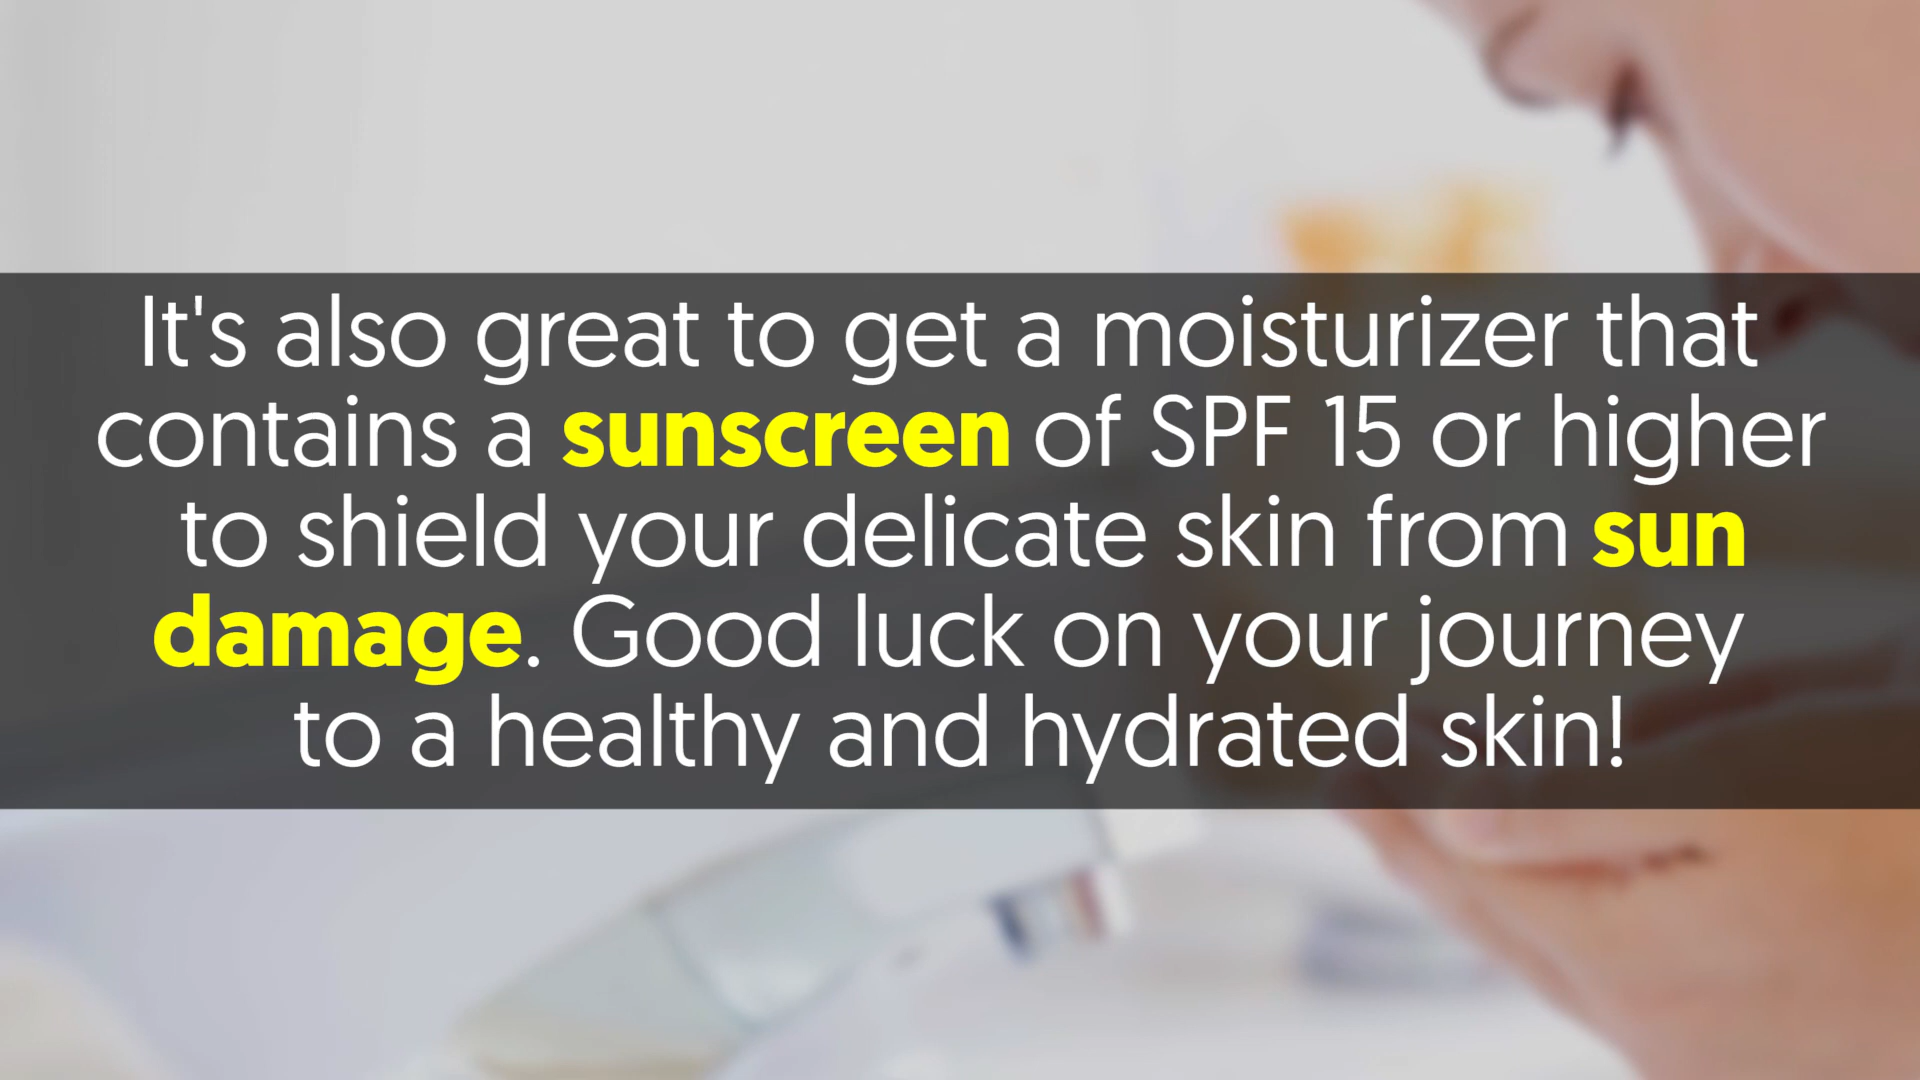 It's also great to get a moisturizer that
contains a sunscreen of SPF 15 or higher
to shield your delicate skin from sun
damage. Good luck on your journey
to a healthy and hydrated skin!